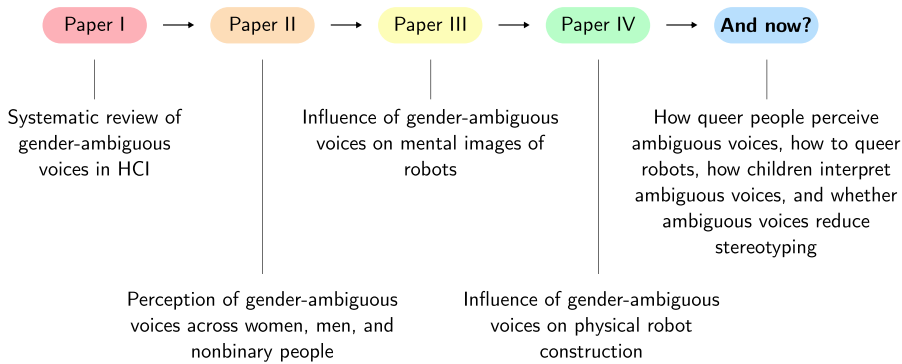 Paper I
Paper II
Paper III
Paper IV
And now?
Systematic review of
gender-ambiguous
voices in HCI
Influence of gender-ambiguous
voices on mental images of
robots
How queer people perceive
ambiguous voices, how to queer
robots, how children interpret
ambiguous voices, and whether
ambiguous voices reduce
stereotyping
Perception of gender-ambiguous
voices across women, men, and
nonbinary people
Influence of gender-ambiguous
voices on physical robot
construction